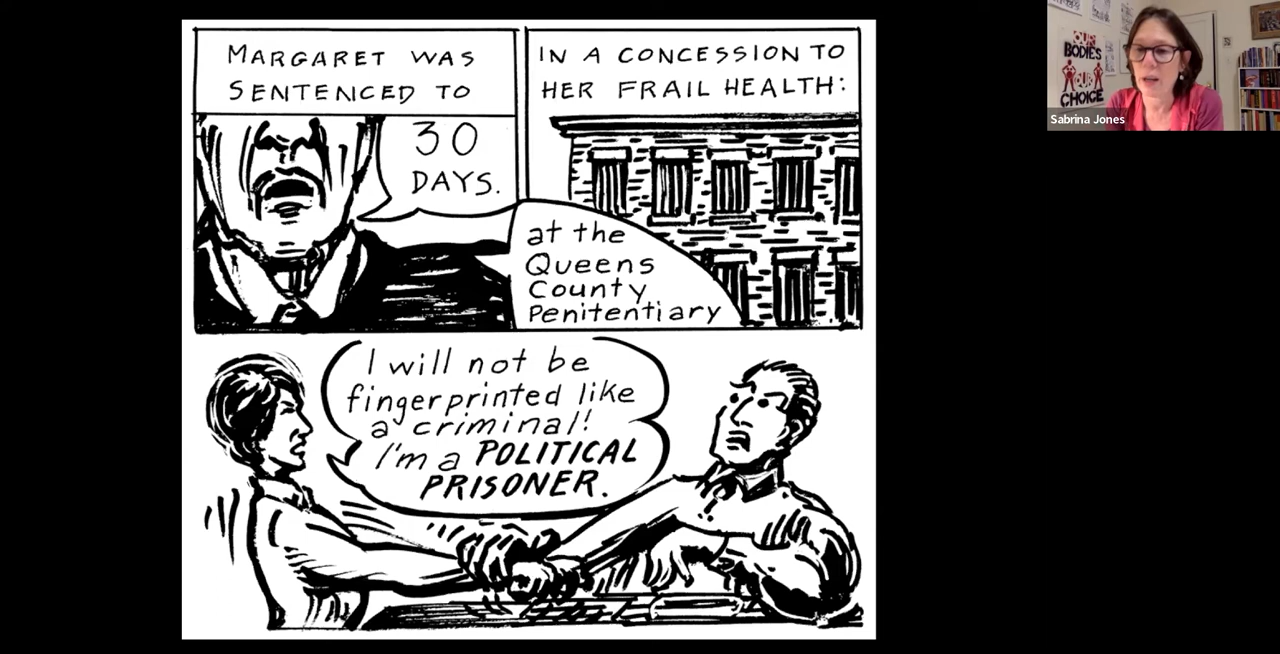 MARGARET WAS
SENTENCED TO
30
DAYS.
IN A CONCESSION TO
HER FRAIL HEALTH:
at the
Queens
County
Penitentiary
I will not be
fingerprinted like
a criminal!
I'm a POLITICAL
PRISONER.
OUR
BODIES
OUR
CHOICE
Sabrina Jones